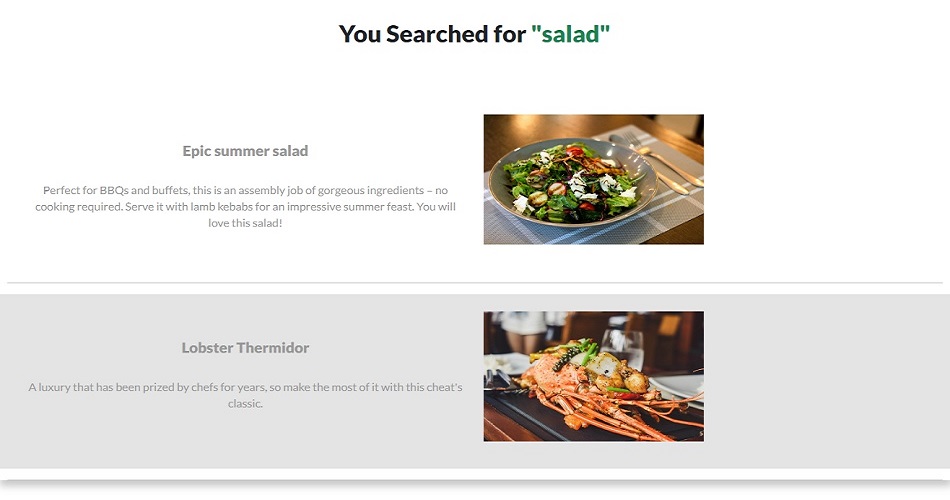 You Searched for "salad"
Epic summer salad
Perfect for BBQs and buffets, this is an assembly job of gorgeous ingredients – no
cooking required. Serve it with lamb kebabs for an impressive summer feast. You will
love this salad!
Lobster Thermidor
A luxury that has been prized by chefs for years, so make the most of it with this cheat's
classic.